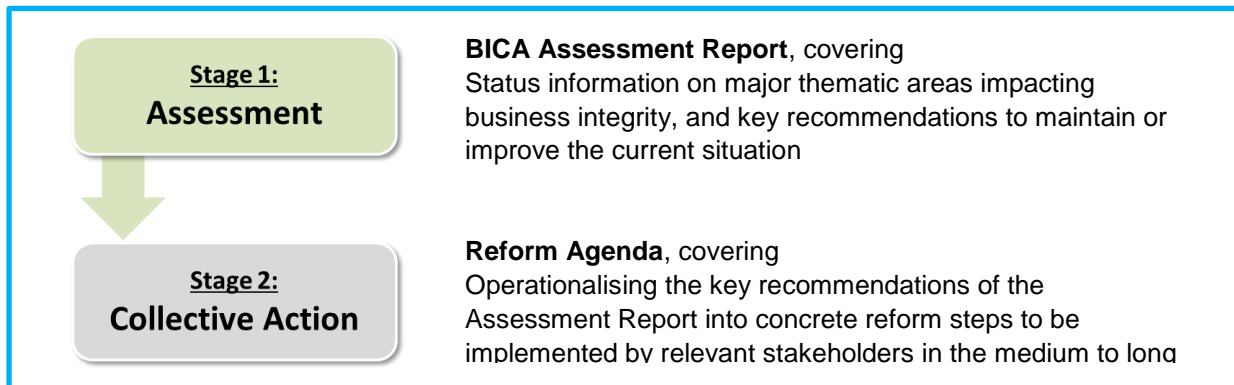 Stage 1:
Assessment
BICA Assessment Report, covering
Status information on major thematic areas impacting
business integrity, and key recommendations to maintain or
improve the current situation
Stage 2:
Collective Action
Reform Agenda, covering
Operationalising the key recommendations of the
Assessment Report into concrete reform steps to be
implemented by relevant stakeholders in the medium to long